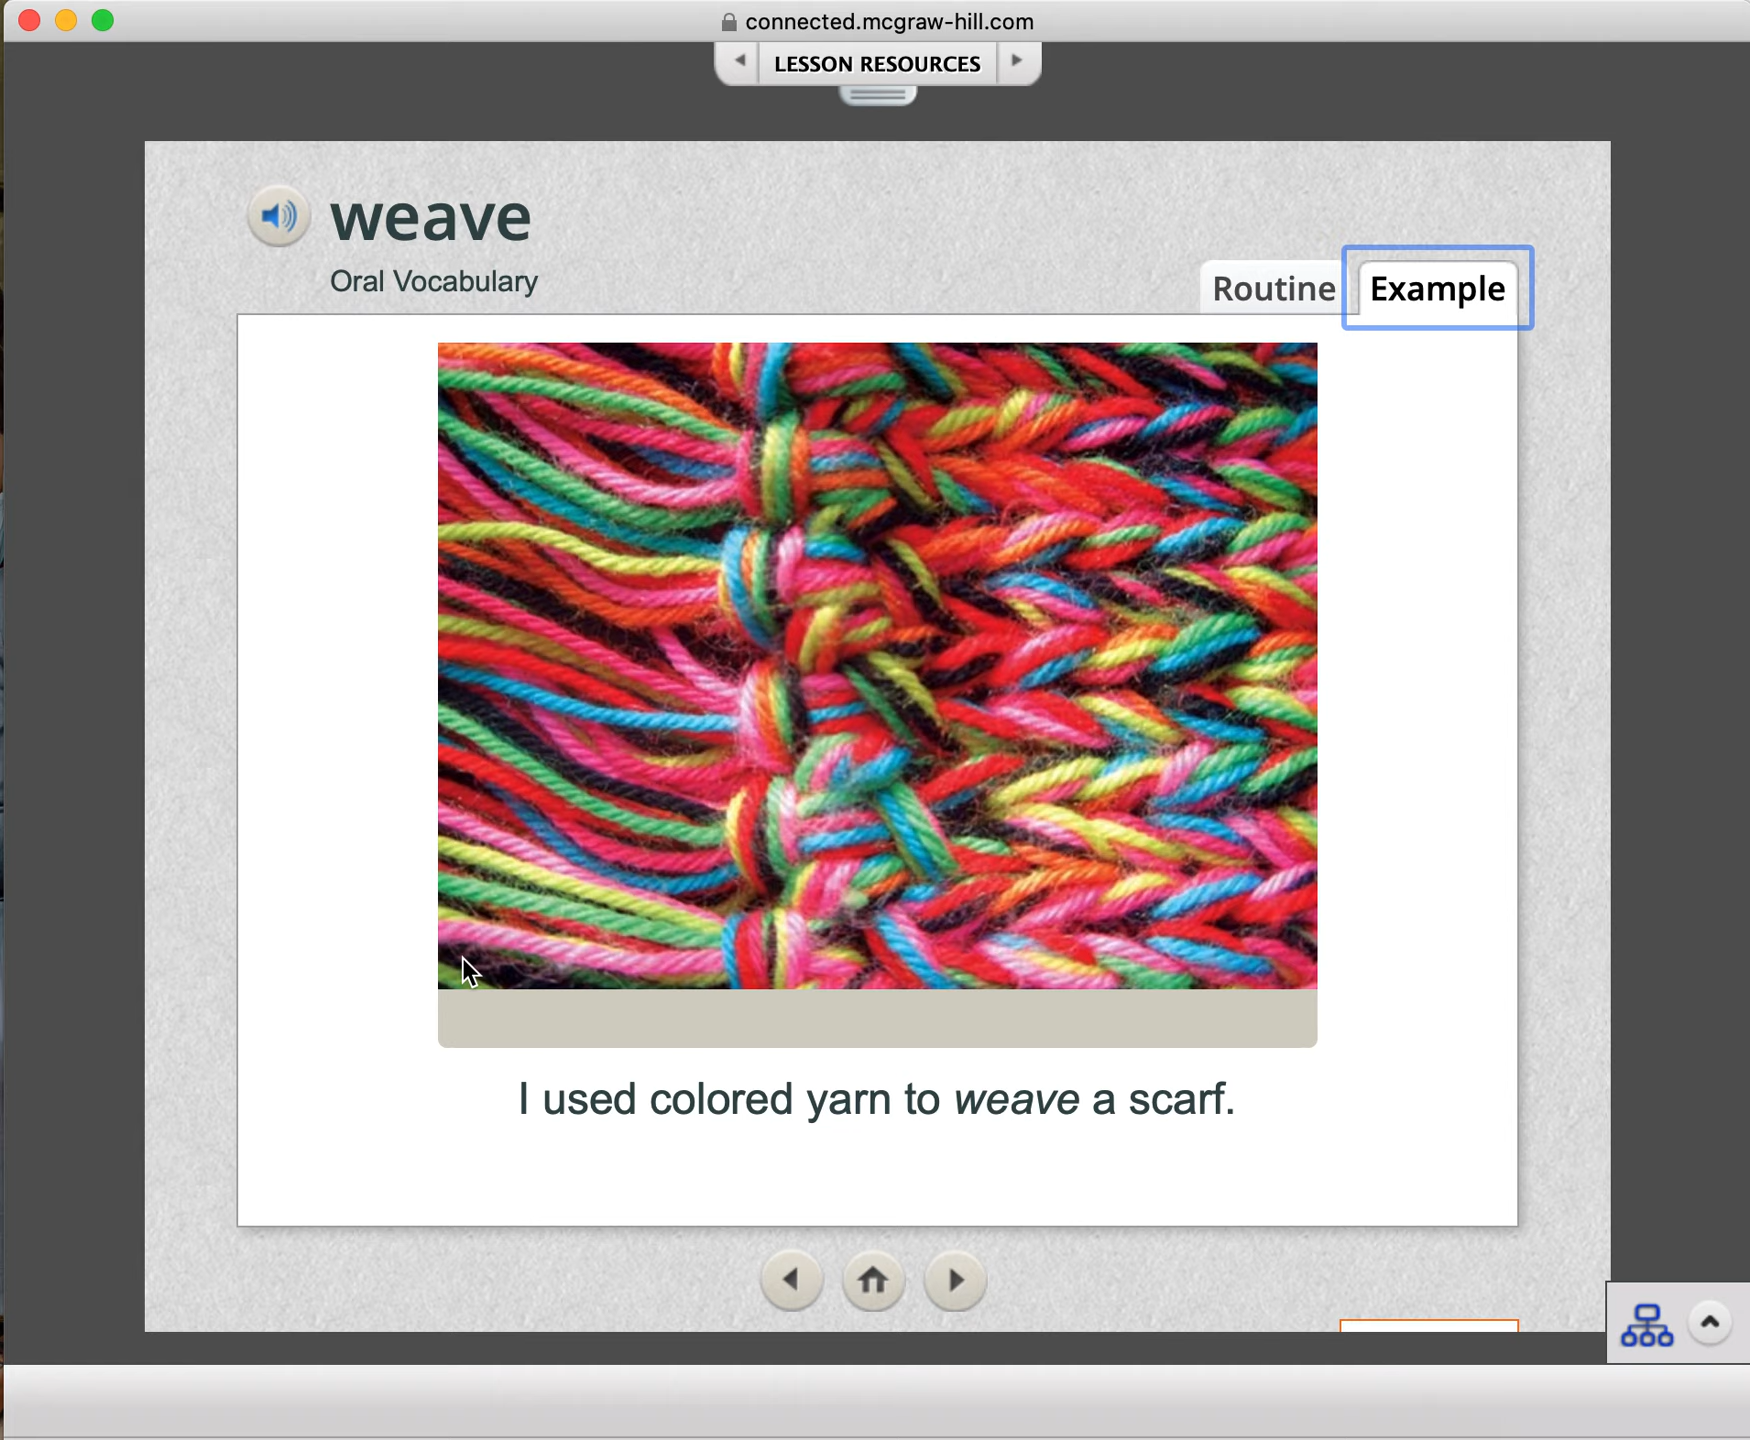 connected.mcgraw-hill.com
LESSON RESOURCES
weave
Oral Vocabulary
Routine
Example
I used colored yarn to weave a scarf.